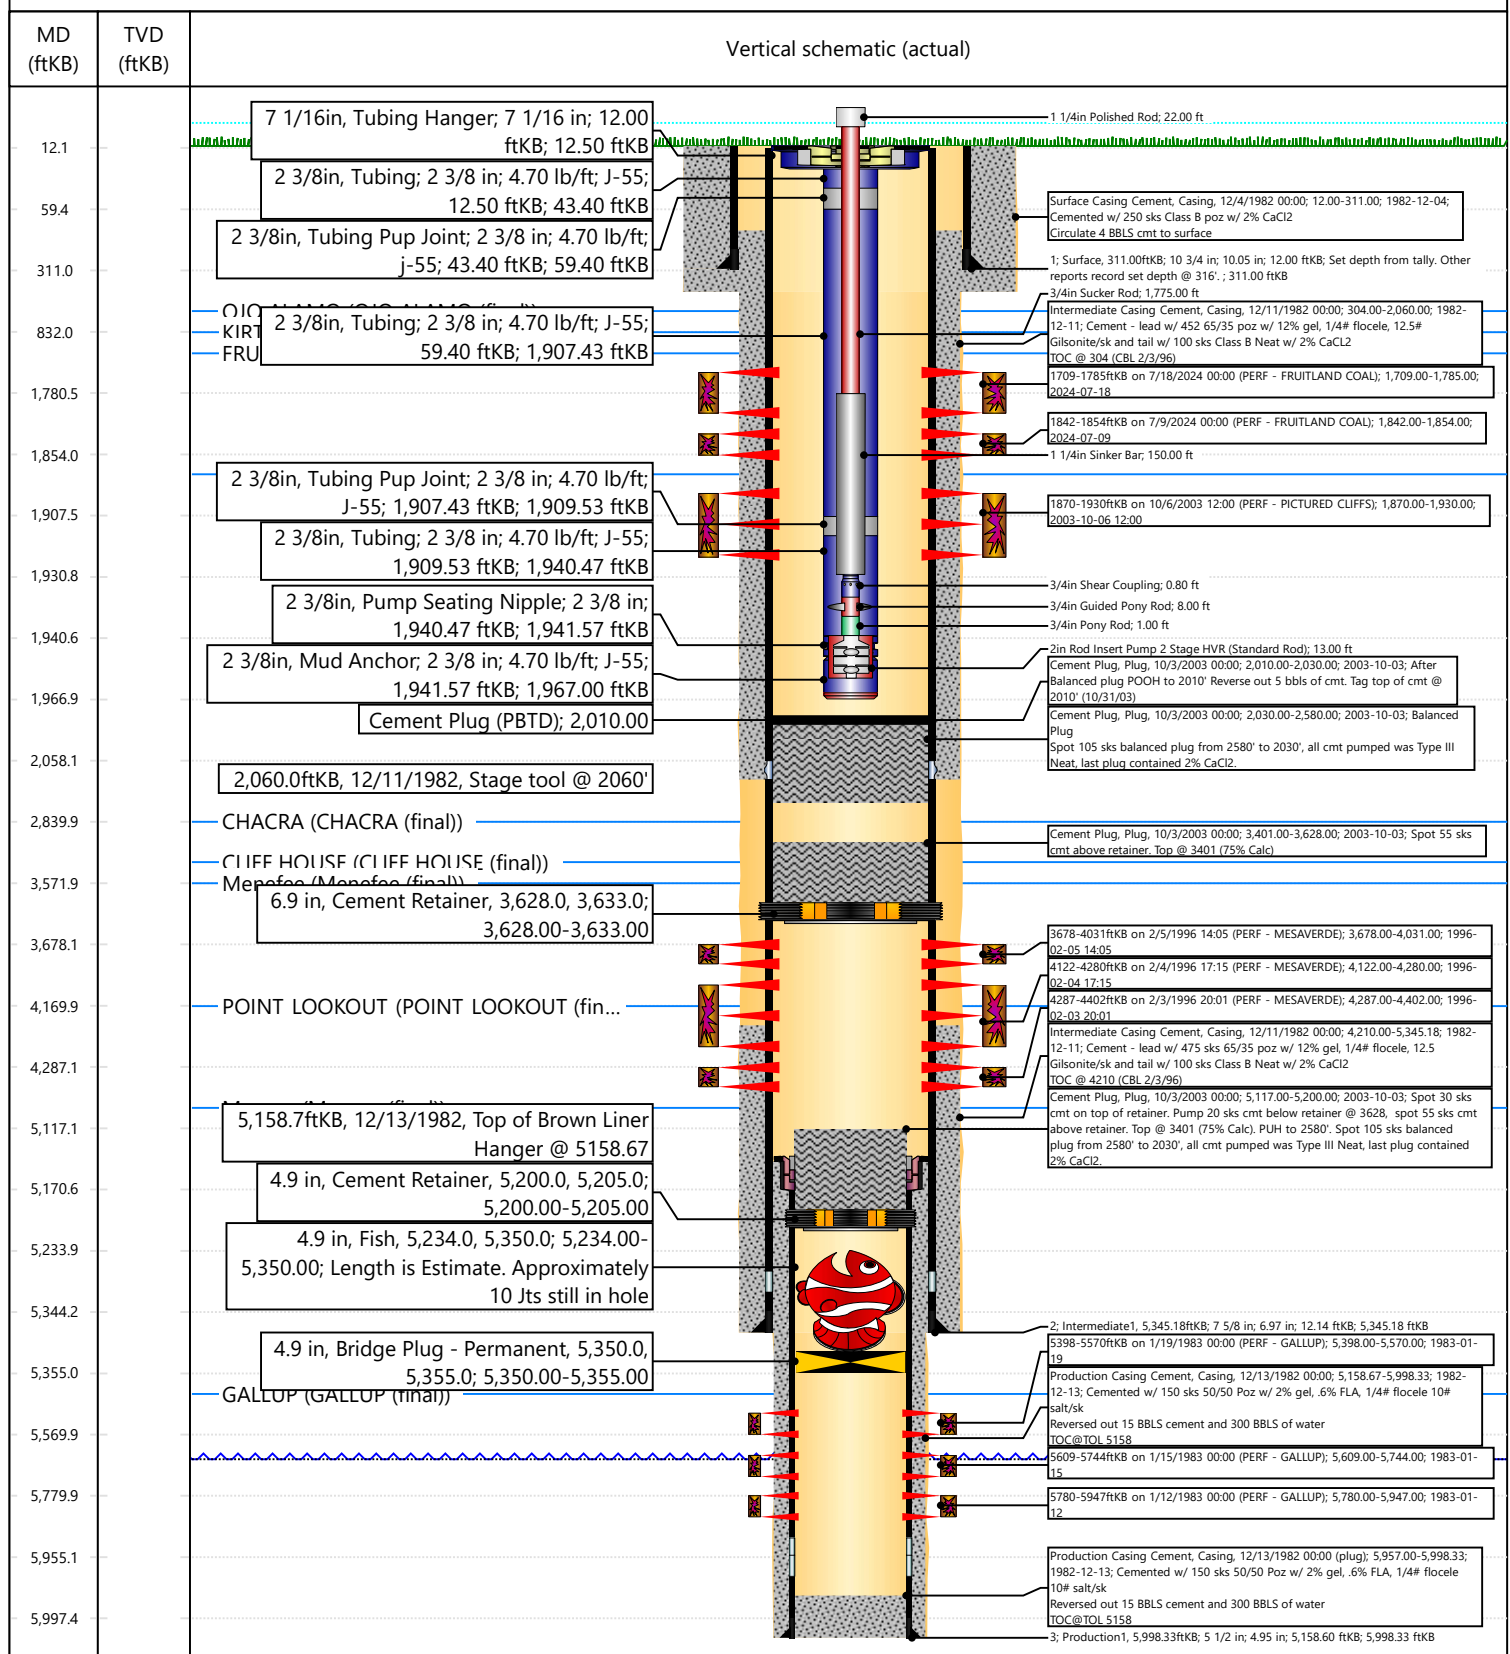 MD
(ftKB)
TVD
(ftKB)
Vertical schematic (actual)
12.1
59.4
311.0
832.0
1,780.5
1,854.0
1,907.5
1,930.8
1,940.6
1,966.9
2,058.1
2,839.9
3,571.9
3,678.1
4,169.9
4,287.1
5,117.1
5,170.6
5,233.9
5,344.2
5,355.0
5,569.9
5,779.9
5,955.1
5,997.4
7 1/16in, Tubing Hanger; 7 1/16 in; 12.00
ftKB; 12.50 ftKB
2 3/8in, Tubing; 2 3/8 in; 4.70 lb/ft; J-55;
12.50 ftKB; 43.40 ftKB
2 3/8in, Tubing Pup Joint; 2 3/8 in; 4.70 lb/ft;
j-55; 43.40 ftKB; 59.40 ftKB
OJO ALAMO (OJO ALAMO (final))
KIRT
FRU
2 3/8in, Tubing; 2 3/8 in; 4.70 lb/ft; J-55;
59.40 ftKB; 1,907.43 ftKB
2 3/8in, Tubing Pup Joint; 2 3/8 in; 4.70 lb/ft;
J-55; 1,907.43 ftKB; 1,909.53 ftKB
2 3/8in, Tubing; 2 3/8 in; 4.70 lb/ft; J-55;
1,909.53 ftKB; 1,940.47 ftKB
2 3/8in, Pump Seating Nipple; 2 3/8 in;
1,940.47 ftKB; 1,941.57 ftKB
2 3/8in, Mud Anchor; 2 3/8 in; 4.70 lb/ft; J-55;
1,941.57 ftKB; 1,967.00 ftKB
Cement Plug (PBTD); 2,010.00
2,060.0ftKB, 12/11/1982, Stage tool @ 2060'
CHACRA (CHACRA (final))
CLIFF HOUSE (CLIFF HOUSE (final))
Menefee (Menefee (final))
6.9 in, Cement Retainer, 3,628.0, 3,633.0;
3,628.00-3,633.00
POINT LOOKOUT (POINT LOOKOUT (fin...
5,158.7ftKB, 12/13/1982, Top of Brown Liner
Hanger @ 5158.67
4.9 in, Cement Retainer, 5,200.0, 5,205.0;
5,200.00-5,205.00
4.9 in, Fish, 5,234.0, 5,350.0; 5,234.00-
5,350.00; Length is Estimate. Approximately
10 Jts still in hole
4.9 in, Bridge Plug - Permanent, 5,350.0,
5,355.0; 5,350.00-5,355.00
GALLUP (GALLUP (final))
1 1/4in Polished Rod; 22.00 ft
Surface Casing Cement, Casing, 12/4/1982 00:00; 12.00-311.00; 1982-12-04;
Cemented w/ 250 sks Class B poz w/ 2% CaCl2
Circulate 4 BBLS cmt to surface
1; Surface, 311.00ftKB; 10 3/4 in; 10.05 in; 12.00 ftKB; Set depth from tally. Other
reports record set depth @ 316'. ; 311.00 ftKB
3/4in Sucker Rod; 1,775.00 ft
Intermediate Casing Cement, Casing, 12/11/1982 00:00; 304.00-2,060.00; 1982-
12-11; Cement - lead w/ 452 65/35 poz w/ 12% gel, 1/4# flocele, 12.5#
Gilsonite/sk and tail w/ 100 sks Class B Neat w/ 2% CaCL2
TOC @ 304 (CBL 2/3/96)
1709-1785ftKB on 7/18/2024 00:00 (PERF - FRUITLAND COAL); 1,709.00-1,785.00;
2024-07-18
1842-1854ftKB on 7/9/2024 00:00 (PERF - FRUITLAND COAL); 1,842.00-1,854.00;
2024-07-09
1 1/4in Sinker Bar; 150.00 ft
1870-1930ftKB on 10/6/2003 12:00 (PERF - PICTURED CLIFFS); 1,870.00-1,930.00;
2003-10-06 12:00
3/4in Shear Coupling; 0.80 ft
3/4in Guided Pony Rod; 8.00 ft
3/4in Pony Rod; 1.00 ft
2in Rod Insert Pump 2 Stage HVR (Standard Rod); 13.00 ft
Cement Plug, Plug, 10/3/2003 00:00; 2,010.00-2,030.00; 2003-10-03; After
Balanced plug POOH to 2010' Reverse out 5 bbls of cmt. Tag top of cmt @
2010' (10/31/03)
Cement Plug, Plug, 10/3/2003 00:00; 2,030.00-2,580.00; 2003-10-03; Balanced
Plug
Spot 105 sks balanced plug from 2580' to 2030', all cmt pumped was Type III
Neat, last plug contained 2% CaCl2.
Cement Plug, Plug, 10/3/2003 00:00; 3,401.00-3,628.00; 2003-10-03; Spot 55 sks
cmt above retainer. Top @ 3401 (75% Calc)
3678-4031ftKB on 2/5/1996 14:05 (PERF - MESAVERDE); 3,678.00-4,031.00; 1996-
02-05 14:05
4122-4280ftKB on 2/4/1996 17:15 (PERF - MESAVERDE); 4,122.00-4,280.00; 1996-
02-04 17:15
4287-4402ftKB on 2/3/1996 20:01 (PERF - MESAVERDE); 4,287.00-4,402.00; 1996-
02-03 20:01
Intermediate Casing Cement, Casing, 12/11/1982 00:00; 4,210.00-5,345.18; 1982-
12-11; Cement - lead w/ 475 sks 65/35 poz w/ 12% gel, 1/4# flocele, 12.5
Gilsonite/sk and tail w/ 100 sks Class B Neat w/ 2% CaCl2
TOC @ 4210 (CBL 2/3/96)
Cement Plug, Plug, 10/3/2003 00:00; 5,117.00-5,200.00; 2003-10-03; Spot 30 sks
cmt on top of retainer. Pump 20 sks cmt below retainer @ 3628, spot 55 sks cmt
above retainer. Top @ 3401 (75% Calc). PUH to 2580'. Spot 105 sks balanced
plug from 2580' to 2030', all cmt pumped was Type III Neat, last plug contained
2% CaCl2.
2; Intermediate1, 5,345.18ftKB; 7 5/8 in; 6.97 in; 12.14 ftKB; 5,345.18 ftKB
5398-5570ftKB on 1/19/1983 00:00 (PERF - GALLUP); 5,398.00-5,570.00; 1983-01-
19
Production Casing Cement, Casing, 12/13/1982 00:00; 5,158.67-5,998.33; 1982-
12-13; Cemented w/ 150 sks 50/50 Poz w/ 2% gel, .6% FLA, 1/4# flocele 10#
salt/sk
Reversed out 15 BBLS cement and 300 BBLS of water
TOC@TOL 5158
5609-5744ftKB on 1/15/1983 00:00 (PERF - GALLUP); 5,609.00-5,744.00; 1983-01-
15
5780-5947ftKB on 1/12/1983 00:00 (PERF - GALLUP); 5,780.00-5,947.00; 1983-01-
12
Production Casing Cement, Casing, 12/13/1982 00:00 (plug); 5,957.00-5,998.33;
1982-12-13; Cemented w/ 150 sks 50/50 Poz w/ 2% gel, .6% FLA, 1/4# flocele
10# salt/sk
Reversed out 15 BBLS cement and 300 BBLS of water
TOC@TOL 5158
3; Production1, 5,998.33ftKB; 5 1/2 in; 4.95 in; 5,158.60 ftKB; 5,998.33 ftKB